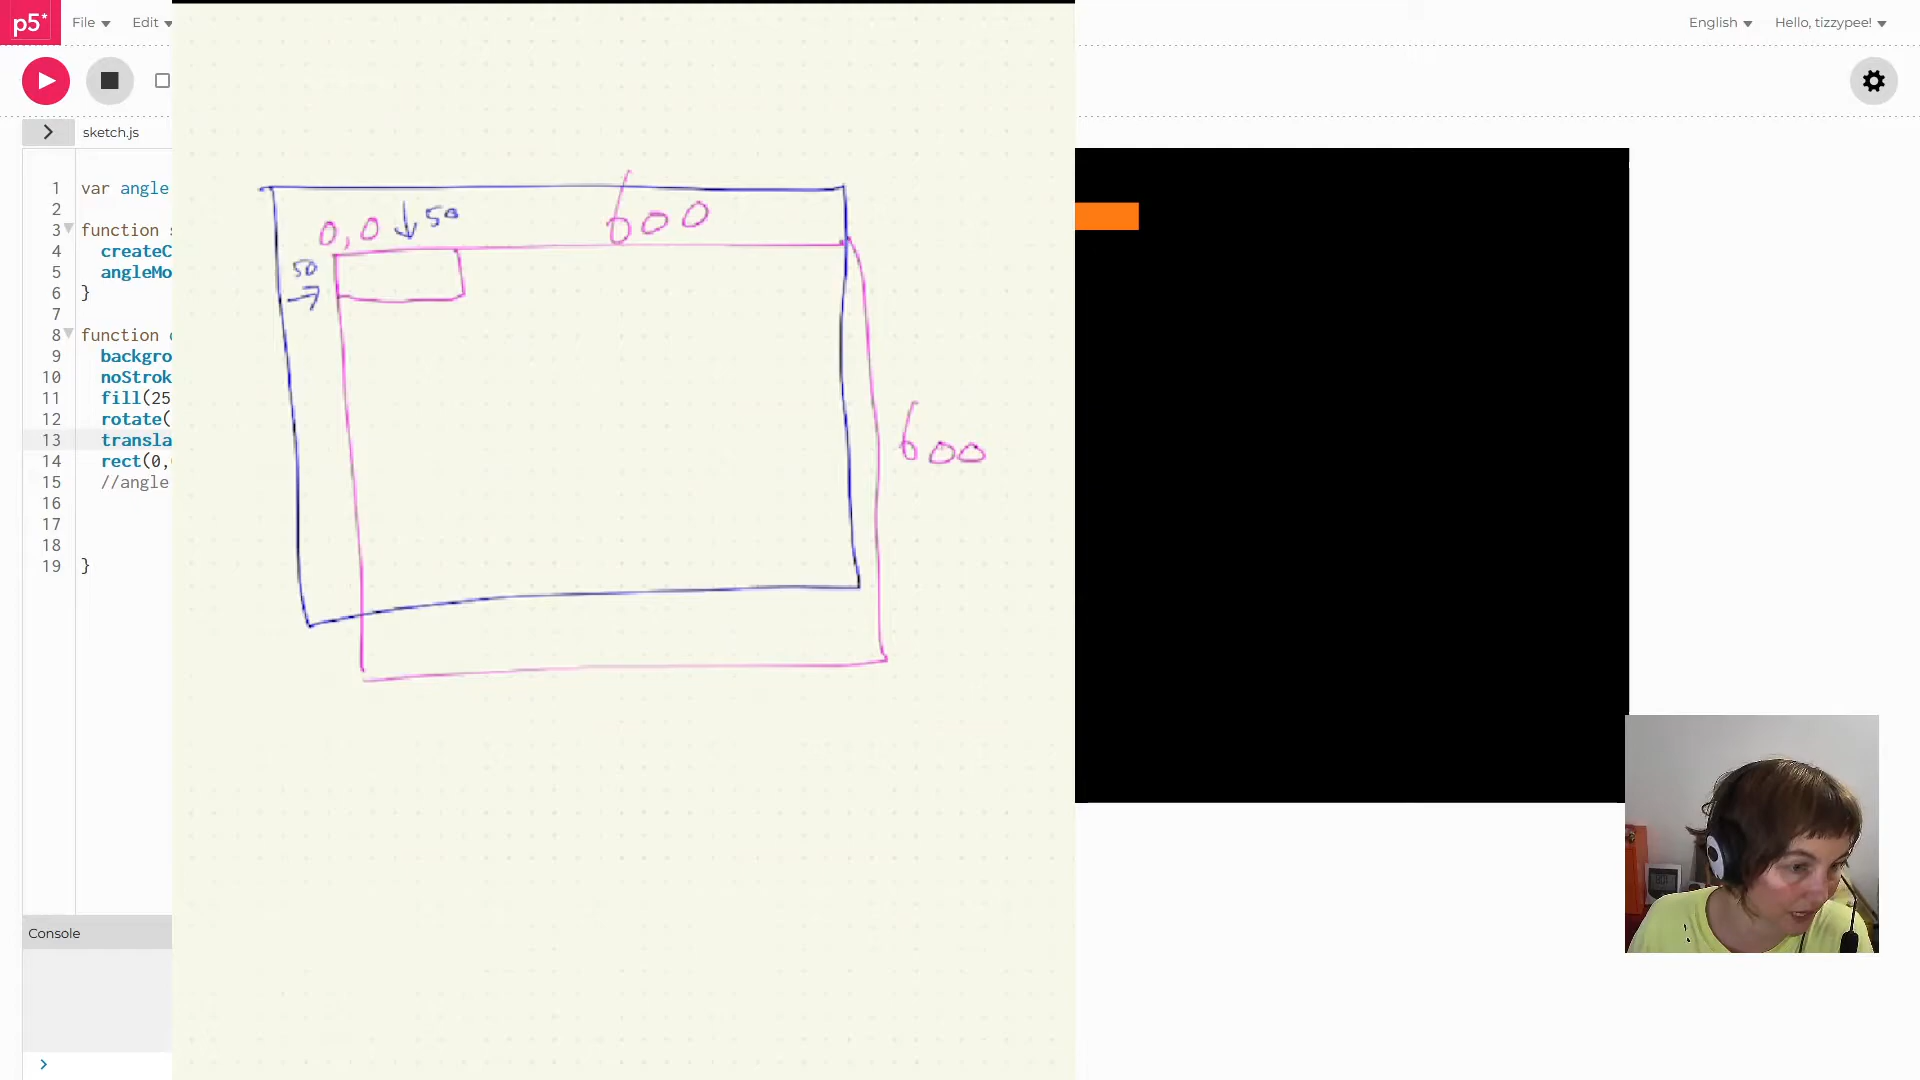 p5*
File
Edit
English
Hello, tizzypee!
sketch.js
1 var angle
2
3 function s
4 createC
5 angleMo
6 }
7
8 function d
9 backgro
10 noStrok
11 fill(25
12 rotate(
13 transla
14 rect(0,
15 //angle
16
17
18
19 }
Console
0,0
50
600
50
600